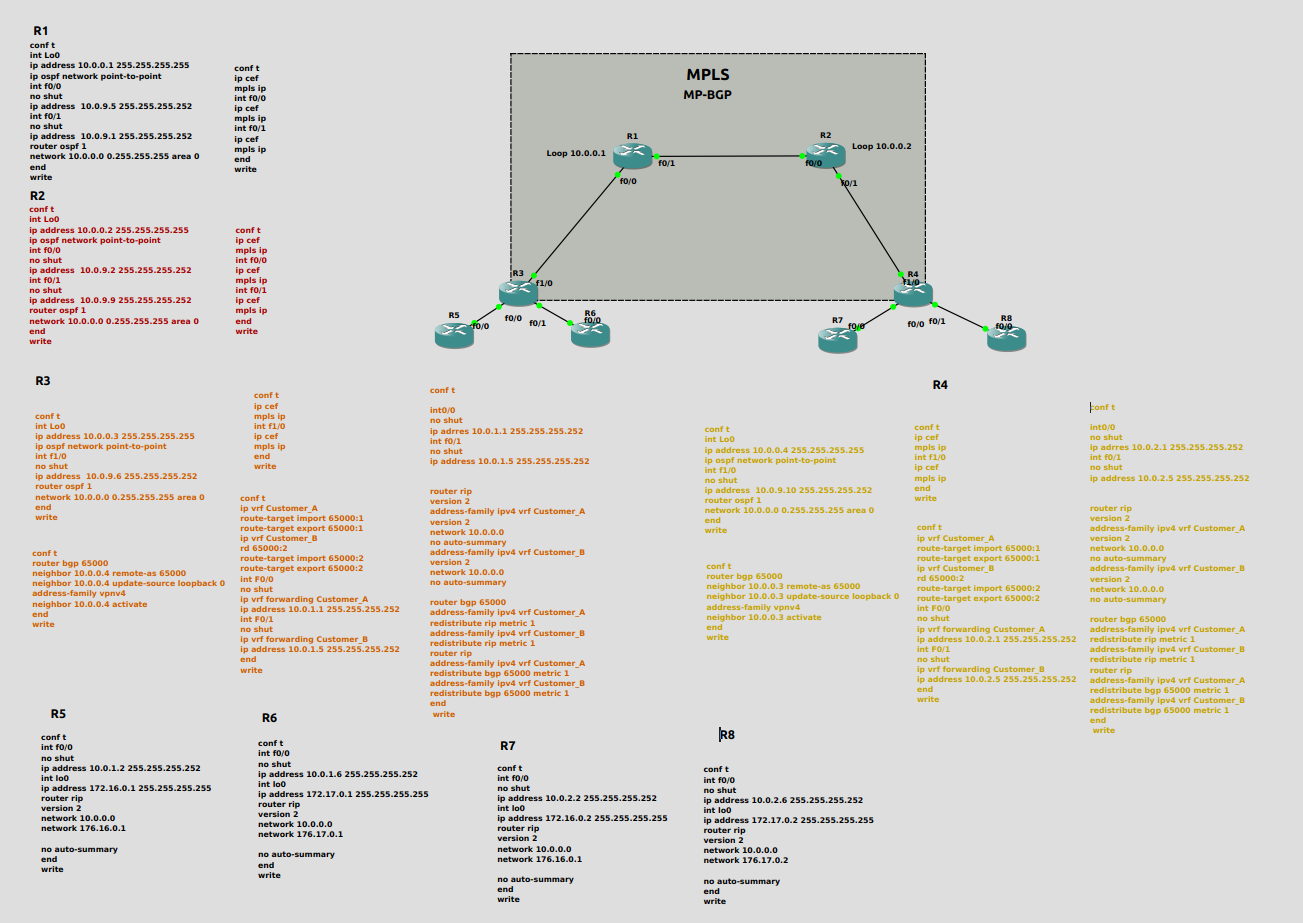 R1
conf t
int Lo0
ip address 10.0.0.1 255.255.255.255
ip ospf network point-to-point
int f0/0
no shut
ip address  10.0.9.5 255.255.255.252
int f0/1
no shut
ip address  10.0.9.1 255.255.255.252
router ospf 1
network 10.0.0.0 0.255.255.255 area 0
end
write
conf t
ip cef
mpls ip
int f0/0
ip cef
mpls ip
int f0/1
ip cef
mpls ip
end
write
MPLS
MP-BGP
R1
Loop 10.0.0.1
f0/1
f0/0
R2
Loop 10.0.0.2
f0/0
f0/1
R3
f1/0
f0/0
f0/1
R5
f0/0
R6
f0/0
R4
f1/0
f0/0
f0/1
R7
f0/0
R8
f0/0
R2
conf t
int Lo0
ip address 10.0.0.2 255.255.255.255
ip ospf network point-to-point
int f0/0
no shut
ip address  10.0.9.2 255.255.255.252
int f0/1
no shut
ip address  10.0.9.9 255.255.255.252
router ospf 1
network 10.0.0.0 0.255.255.255 area 0
end
write
conf t
ip cef
mpls ip
int f0/0
ip cef
mpls ip
int f0/1
ip cef
mpls ip
end
write
R3
conf t
int Lo0
ip address 10.0.0.3 255.255.255.255
ip ospf network point-to-point
int f1/0
no shut
ip address  10.0.9.6 255.255.255.252
router ospf 1
network 10.0.0.0 0.255.255.255 area 0
end
write
conf t
router bgp 65000
neighbor 10.0.0.4 remote-as 65000
neighbor 10.0.0.4 update-source loopback 0
address-family vpnv4
neighbor 10.0.0.4 activate
end
write
conf t
ip cef
mpls ip
int f1/0
ip cef
mpls ip
end
write
conf t
ip vrf Customer_A
route-target import 65000:1
route-target export 65000:1
ip vrf Customer_B
rd 65000:2
route-target import 65000:2
route-target export 65000:2
int F0/0
no shut
ip vrf forwarding Customer_A
ip address 10.0.1.1 255.255.255.252
int F0/1
no shut
ip vrf forwarding Customer_B
ip address 10.0.1.5 255.255.255.252
end
write
conf t
int0/0
no shut
ip adrres 10.0.1.1 255.255.255.252
int f0/1
no shut
ip address 10.0.1.5 255.255.255.252
router rip
version 2
address-family ipv4 vrf Customer_A
version 2
network 10.0.0.0
no auto-summary
address-family ipv4 vrf Customer_B
version 2
network 10.0.0.0
no auto-summary
router bgp 65000
address-family ipv4 vrf Customer_A
redistribute rip metric 1
address-family ipv4 vrf Customer_B
redistribute rip metric 1
router rip
address-family ipv4 vrf Customer_A
redistribute bgp 65000 metric 1
address-family ipv4 vrf Customer_B
redistribute bgp 65000 metric 1
end
write
R4
conf t
int Lo0
ip address 10.0.0.4 255.255.255.255
ip ospf network point-to-point
int f1/0
no shut
ip address  10.0.9.10 255.255.255.252
router ospf 1
network 10.0.0.0 0.255.255.255 area 0
end
write
conf t
router bgp 65000
neighbor 10.0.0.3 remote-as 65000
neighbor 10.0.0.3 update-source loopback 0
address-family vpnv4
neighbor 10.0.0.3 activate
end
write
conf t
ip cef
mpls ip
int f1/0
ip cef
mpls ip
end
write
conf t
ip vrf Customer_A
route-target import 65000:1
route-target export 65000:1
ip vrf Customer_B
rd 65000:2
route-target import 65000:2
route-target export 65000:2
int F0/0
no shut
ip vrf forwarding Customer_A
ip address 10.0.2.1 255.255.255.252
int F0/1
no shut
ip vrf forwarding Customer_B
ip address 10.0.2.5 255.255.255.252
end
write
conf t
int0/0
no shut
ip adrres 10.0.2.1 255.255.255.252
int f0/1
no shut
ip address 10.0.2.5 255.255.255.252
router rip
version 2
address-family ipv4 vrf Customer_A
version 2
network 10.0.0.0
no auto-summary
address-family ipv4 vrf Customer_B
version 2
network 10.0.0.0
no auto-summary
router bgp 65000
address-family ipv4 vrf Customer_A
redistribute rip metric 1
address-family ipv4 vrf Customer_B
redistribute rip metric 1
router rip
address-family ipv4 vrf Customer_A
redistribute bgp 65000 metric 1
address-family ipv4 vrf Customer_B
redistribute bgp 65000 metric 1
end
write
R5
conf t
int f0/0
no shut
ip address 10.0.1.2 255.255.255.252
int lo0
ip address 172.16.0.1 255.255.255.255
router rip
version 2
network 10.0.0.0
network 176.16.0.1
no auto-summary
end
write
R6
conf t
int f0/0
no shut
ip address 10.0.1.6 255.255.255.252
int lo0
ip address 172.17.0.1 255.255.255.255
router rip
version 2
network 10.0.0.0
network 176.17.0.1
no auto-summary
end
write
R7
conf t
int f0/0
no shut
ip address 10.0.2.2 255.255.255.252
int lo0
ip address 172.16.0.2 255.255.255.255
router rip
version 2
network 10.0.0.0
network 176.16.0.1
no auto-summary
end
write
R8
conf t
int f0/0
no shut
ip address 10.0.2.6 255.255.255.252
int lo0
ip address 172.17.0.2 255.255.255.255
router rip
version 2
network 10.0.0.0
network 176.17.0.2
no auto-summary
end
write